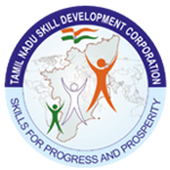 TAMIL NADU SKILL DEVELOPMENT CORPORATION
SKILLS FOR PROGRESS AND PROSPERITY